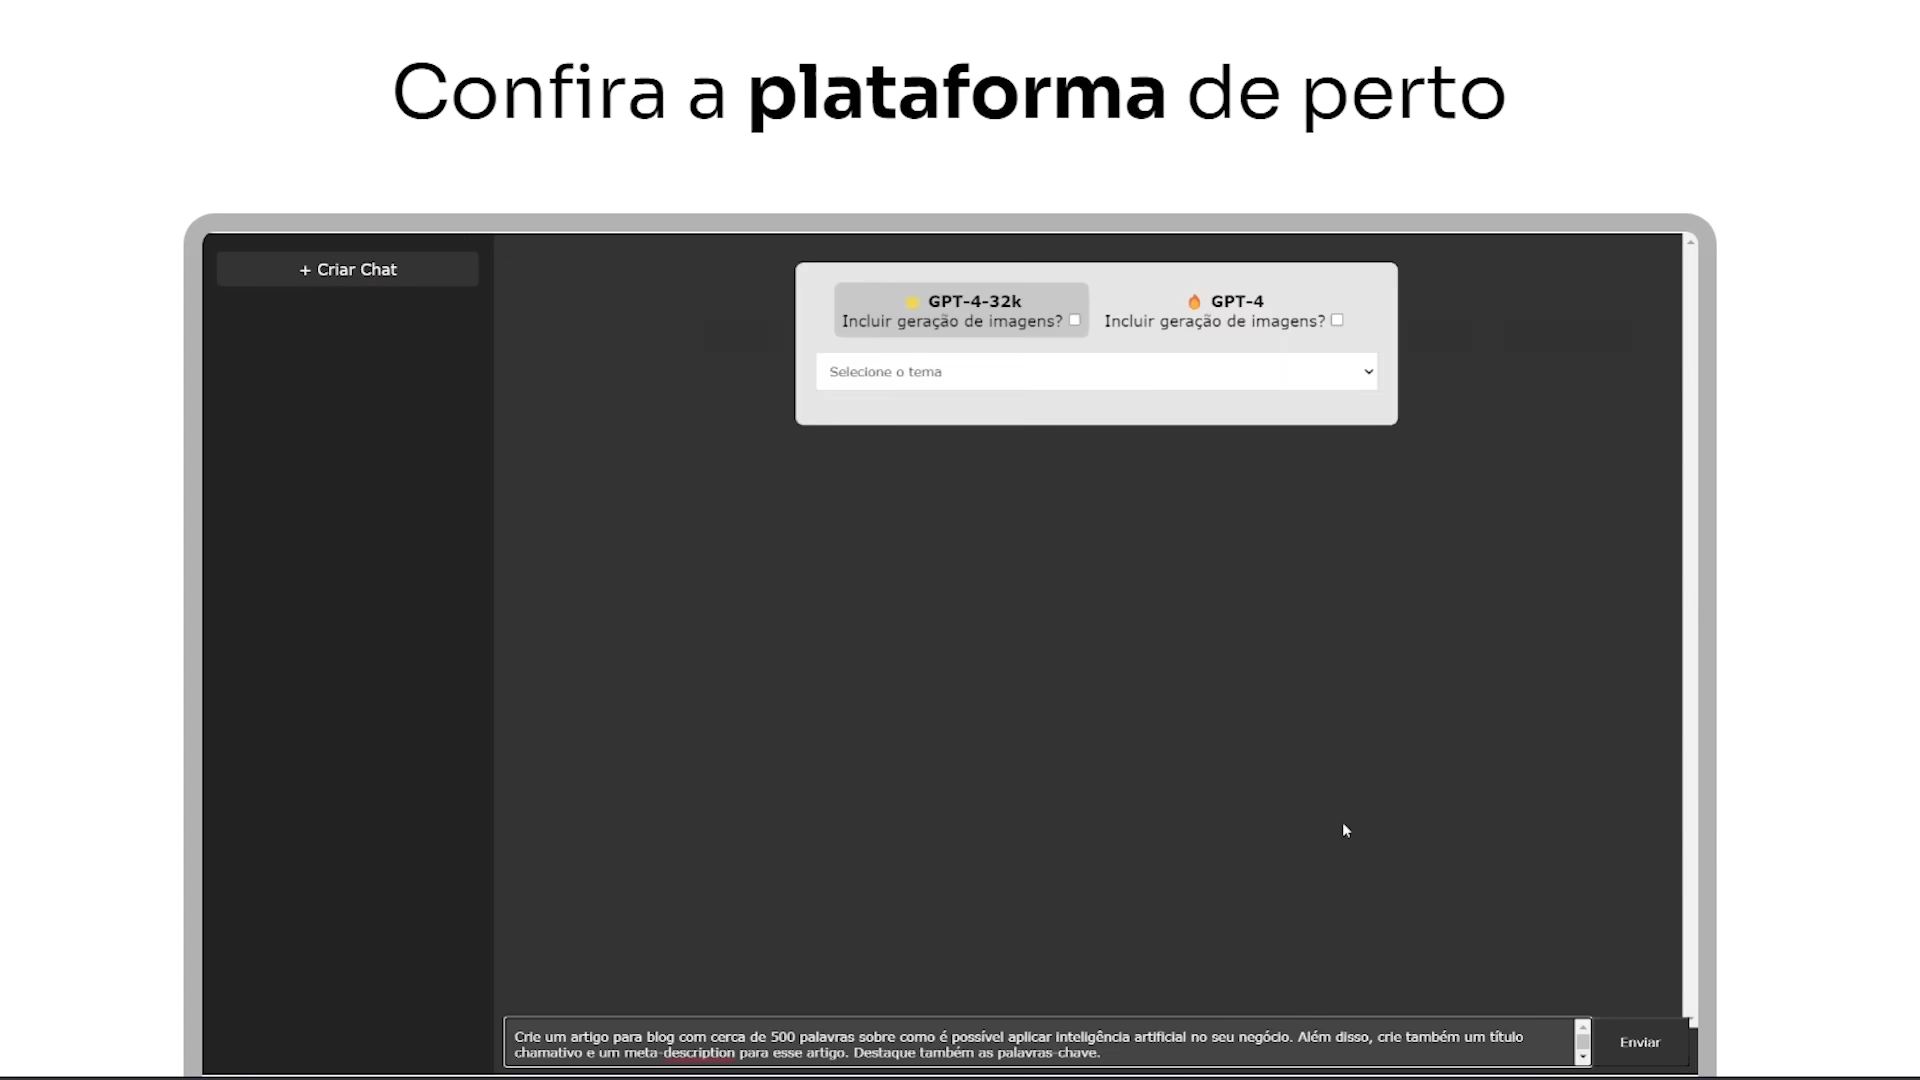 Confira a plataforma de perto
+ Criar Chat
GPT-4-32k
Incluir geração de imagens?
GPT-4
Incluir geração de imagens?
Selecione o tema
Crie um artigo para blog com cerca de 500 palavras sobre como é possível aplicar inteligência artificial no seu negócio. Além disso, crie também um título
chamativo e um meta-description para esse artigo. Destaque também as palavras-chave.
Enviar